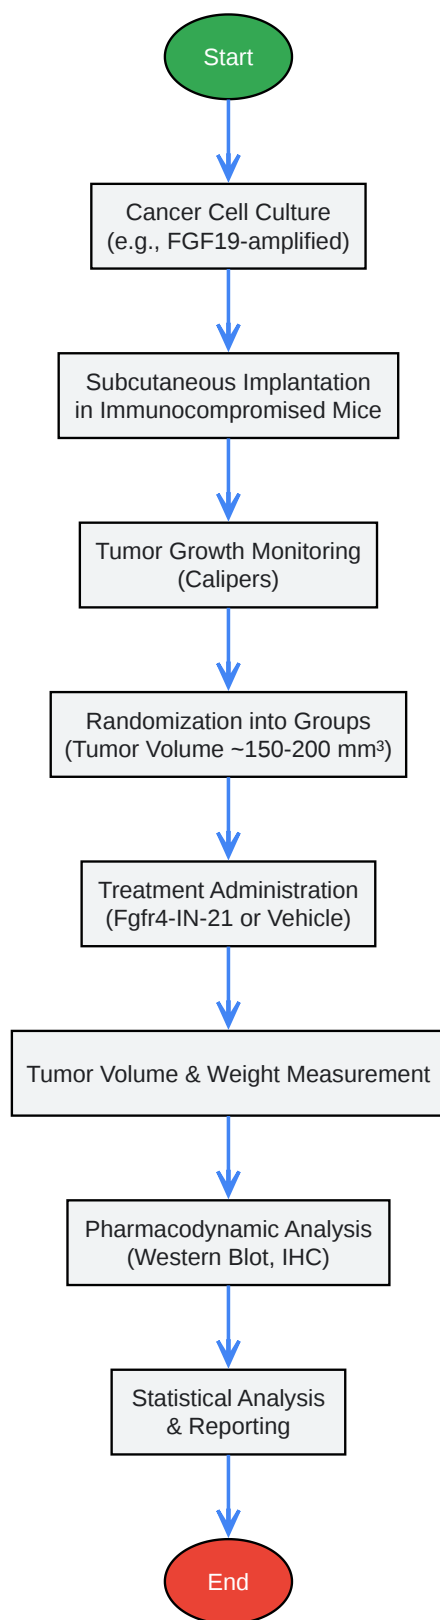 Start
Cancer Cell Culture
(e.g., FGF19-amplified)
Subcutaneous Implantation
in Immunocompromised Mice
Tumor Growth Monitoring
(Calipers)
Randomization into Groups
(Tumor Volume ~150-200 mm³)
Treatment Administration
(Fgfr4-IN-21 or Vehicle)
Tumor Volume & Weight Measurement
Pharmacodynamic Analysis
(Western Blot, IHC)
Statistical Analysis
& Reporting
End